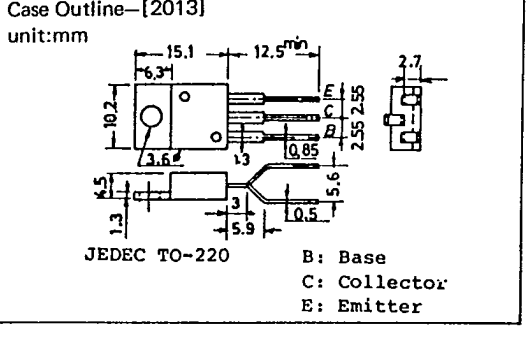 Case Outline—[2013]
unit:mm
15.1
12.5min
6.3
2.7
E
C
B
2.55
2.55
10.2
3.6ø
1.3
0.85
4.5
1.3
3
5.9
0.5
5.6
JEDEC TO-220
B: Base
C: Collector
E: Emitter